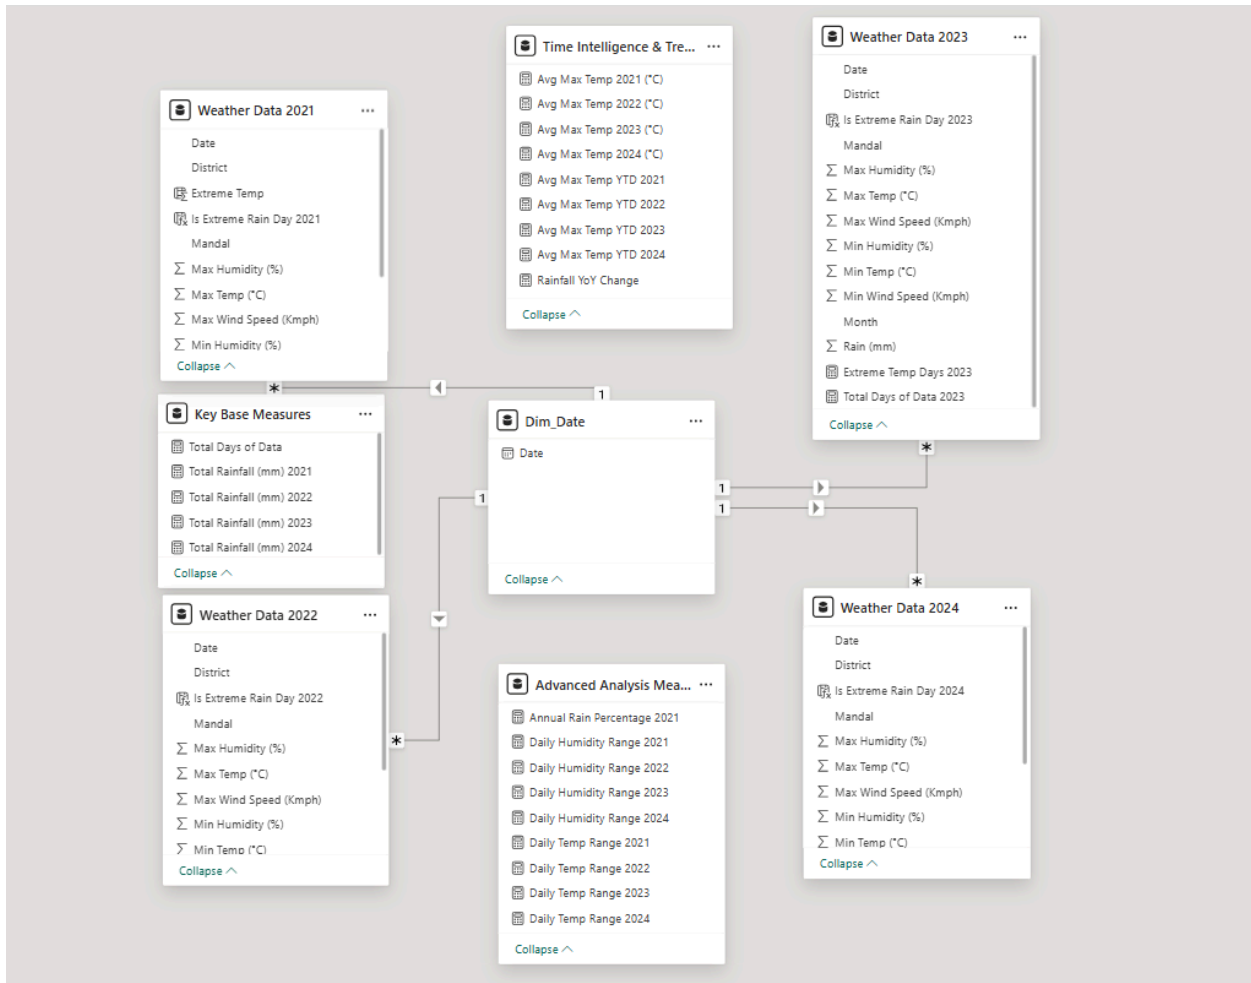 Weather Data 2021
...
Date
District
Extreme Temp
Is Extreme Rain Day 2021
Mandal
Max Humidity (%)
Max Temp (°C)
Max Wind Speed (Kmph)
Min Humidity (%)
Collapse
Time Intelligence & Tre...
...
Avg Max Temp 2021 (°C)
Avg Max Temp 2022 (°C)
Avg Max Temp 2023 (°C)
Avg Max Temp 2024 (°C)
Avg Max Temp YTD 2021
Avg Max Temp YTD 2022
Avg Max Temp YTD 2023
Avg Max Temp YTD 2024
Rainfall YoY Change
Collapse
Weather Data 2023
...
Date
District
Is Extreme Rain Day 2023
Mandal
Max Humidity (%)
Max Temp (°C)
Max Wind Speed (Kmph)
Min Humidity (%)
Min Temp (°C)
Min Wind Speed (Kmph)
Month
Rain (mm)
Extreme Temp Days 2023
Total Days of Data 2023
Collapse
*
1
Key Base Measures
...
Total Days of Data
Total Rainfall (mm) 2021
Total Rainfall (mm) 2022
Total Rainfall (mm) 2023
Total Rainfall (mm) 2024
Collapse
Dim_Date
...
Date
Collapse
1
1
1
*
*
*
Weather Data 2022
...
Date
District
Is Extreme Rain Day 2022
Mandal
Max Humidity (%)
Max Temp (°C)
Max Wind Speed (Kmph)
Min Humidity (%)
Min Temp (°C)
Collapse
Advanced Analysis Mea...
...
Annual Rain Percentage 2021
Daily Humidity Range 2021
Daily Humidity Range 2022
Daily Humidity Range 2023
Daily Humidity Range 2024
Daily Temp Range 2021
Daily Temp Range 2022
Daily Temp Range 2023
Daily Temp Range 2024
Collapse
Weather Data 2024
...
Date
District
Is Extreme Rain Day 2024
Mandal
Max Humidity (%)
Max Temp (°C)
Max Wind Speed (Kmph)
Min Humidity (%)
Min Temp (°C)
Collapse